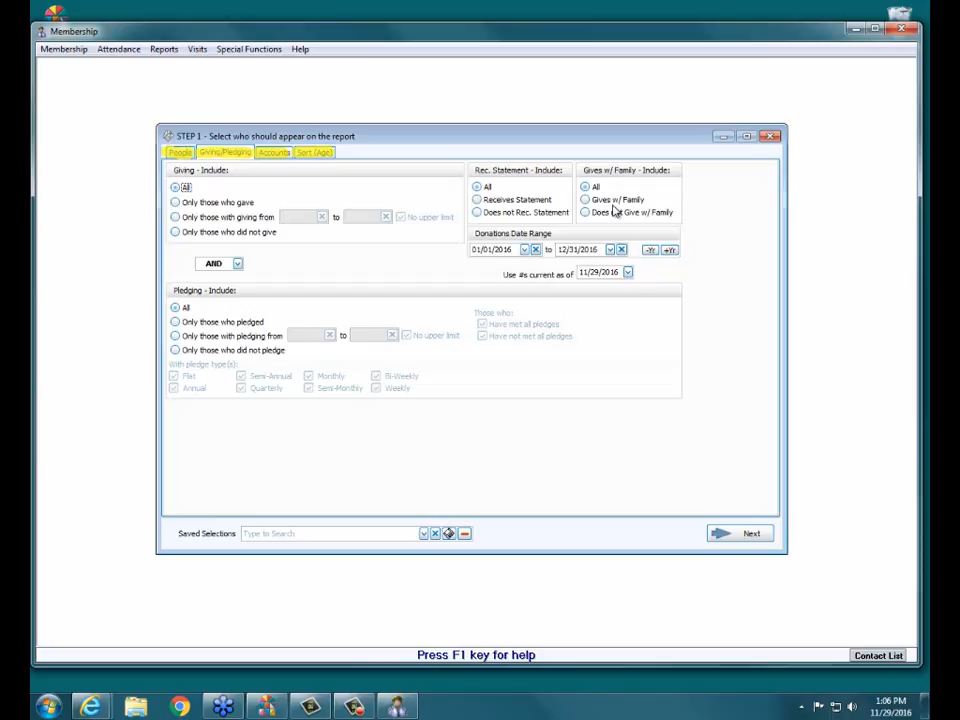 Membership
Membership Attendance Reports Visits Special Functions Help
STEP 1 - Select who should appear on the report
People Giving/Pledging Accounts Sort (Age)
Giving - Include:
All
Only those who gave
Only those with giving from to No upper limit
Only those who did not give
Rec. Statement - Include:
All
Receives Statement
Does not Rec. Statement
Gives w/ Family - Include:
All
Gives w/ Family
Does not Give w/ Family
Donations Date Range
01/01/2016 to 12/31/2016 -Yr +Yr
Use #s current as of 11/29/2016
AND
Pledging - Include:
All
Only those who pledged
Only those with pledging from to No upper limit
Only those who did not pledge
Those who:
Have met all pledges
Have not met all pledges
With pledge type(s):
Flat Semi-Annual Monthly Bi-Weekly
Annual Quarterly Semi-Monthly Weekly
Saved Selections Type to Search Next
Press F1 key for help
Contact List
1:06 PM
11/29/2016